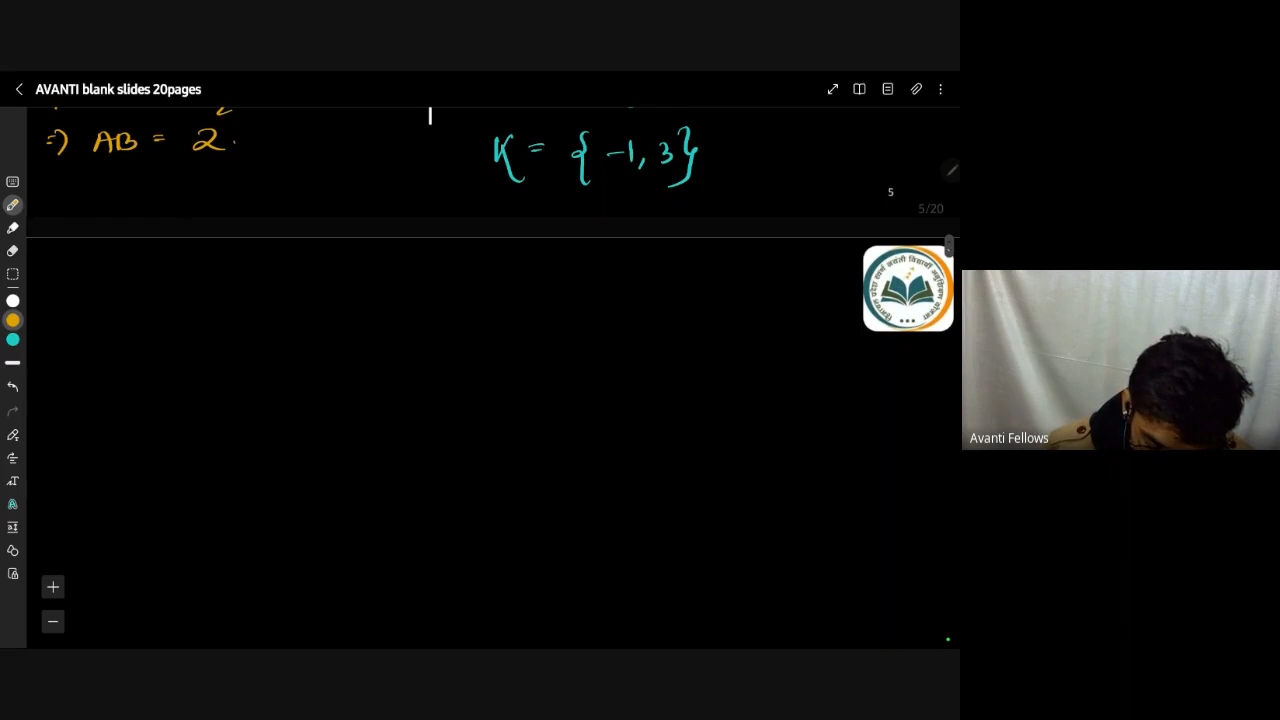 AVANTI blank slides 20pages
=) AB = 2.
K = { -1, 3}
5
5/20
Avanti Fellows